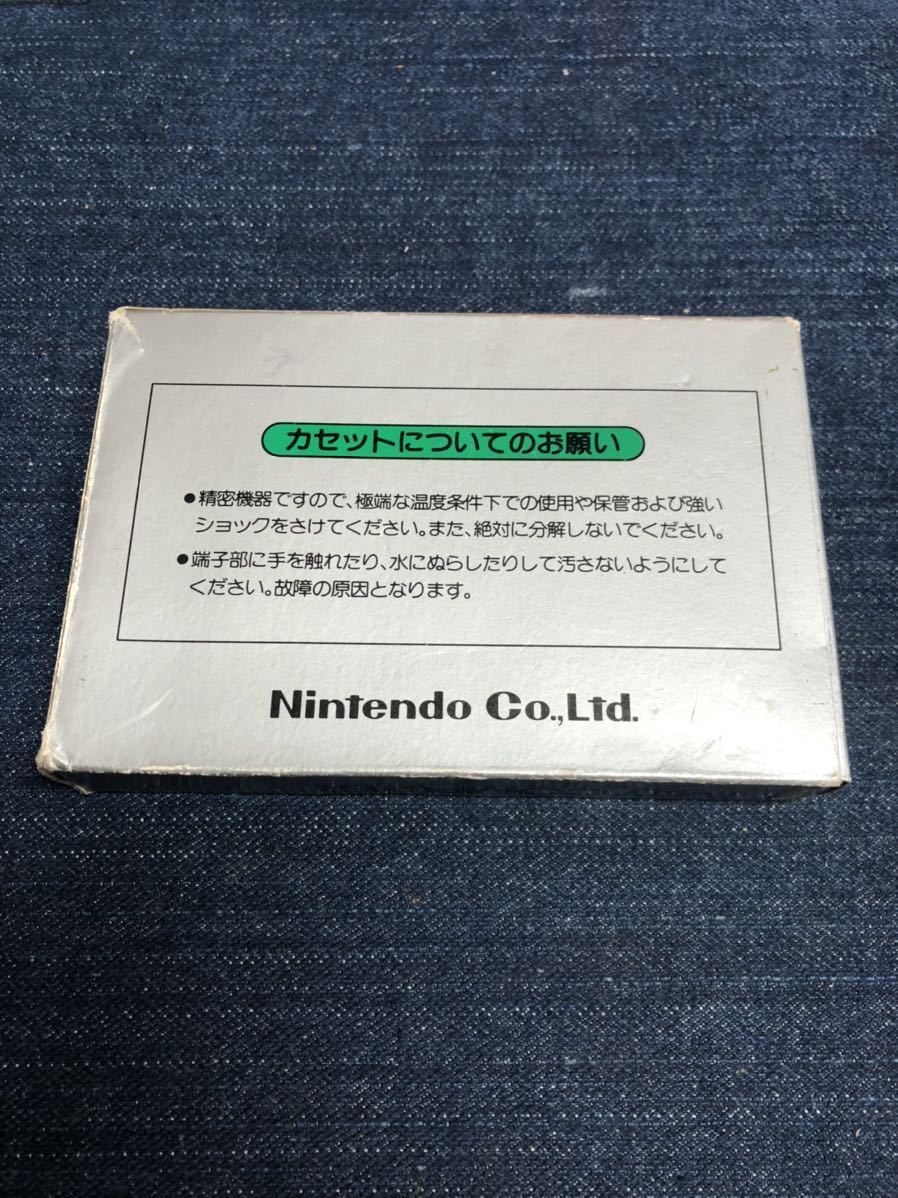 カセットについてのお願い
●精密機器ですので、極端な温度条件下での使用や保管および強い
ショックをさけてください。また、絶対に分解しないでください。
●端子部に手を触れたり、水にぬらしたりして汚さないようにして
ください。故障の原因となります。
Nintendo Co.,Ltd.